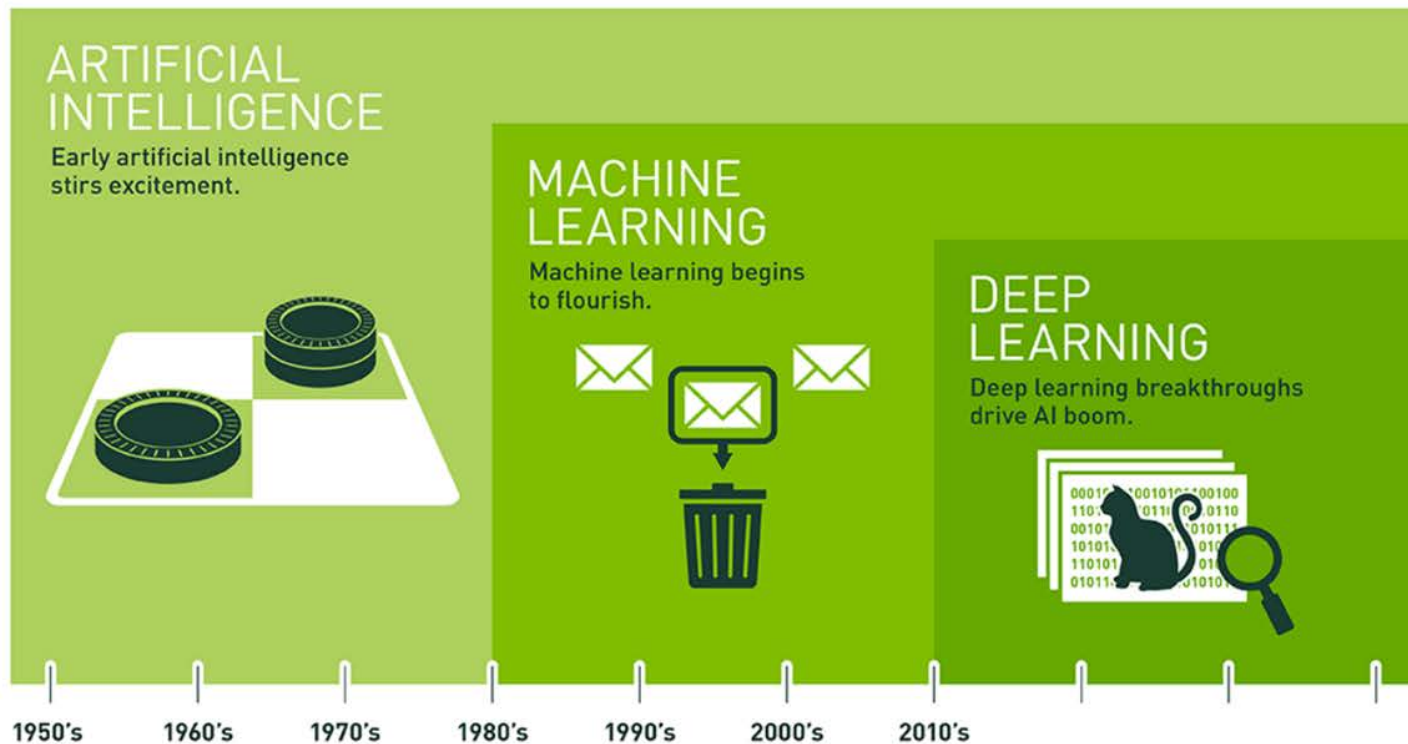 ARTIFICIAL
INTELLIGENCE
Early artificial intelligence
stirs excitement.
MACHINE
LEARNING
Machine learning begins
to flourish.
DEEP
LEARNING
Deep learning breakthroughs
drive AI boom.
1950's 1960's 1970's 1980's 1990's 2000's 2010's